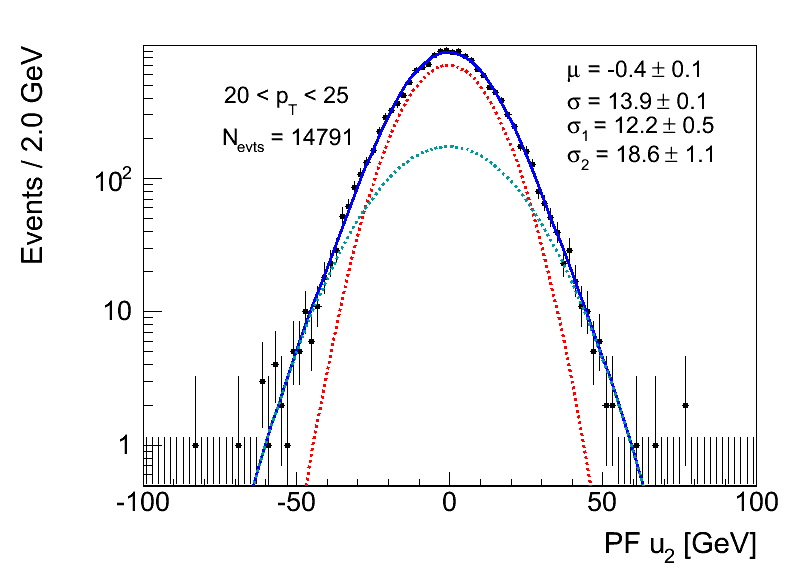 Events / 2.0 GeV
20 < p_T < 25
N_evts = 14791
μ = -0.4 ± 0.1
σ = 13.9 ± 0.1
σ_1 = 12.2 ± 0.5
σ_2 = 18.6 ± 1.1
10^2
10
1
-100 -50 0 50 100
PF u_2 [GeV]